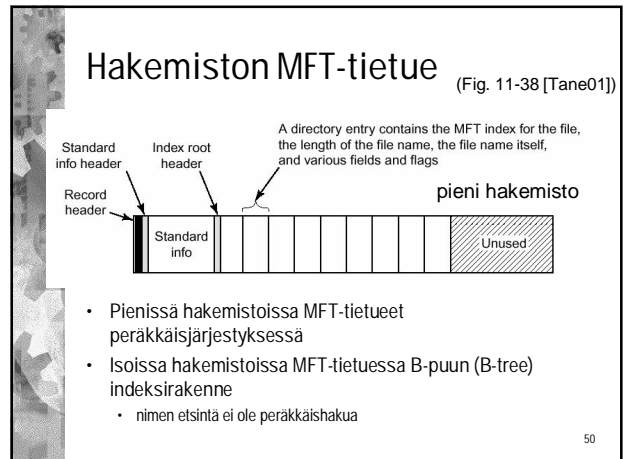 Hakemiston MFT-tietue
(Fig. 11-38 [Tane01])
A directory entry contains the MFT index for the file,
the length of the file name, the file name itself,
and various fields and flags
Standard
info header
Index root
header
Record
header
pieni hakemisto
Standard
info
Unused
• Pienissä hakemistoissa MFT-tietueet
peräkkäisjärjestyksessä
• Isoissa hakemistoissa MFT-tietuessa B-puun (B-tree)
indeksirakenne
• nimen etsintä ei ole peräkkäishakua
50